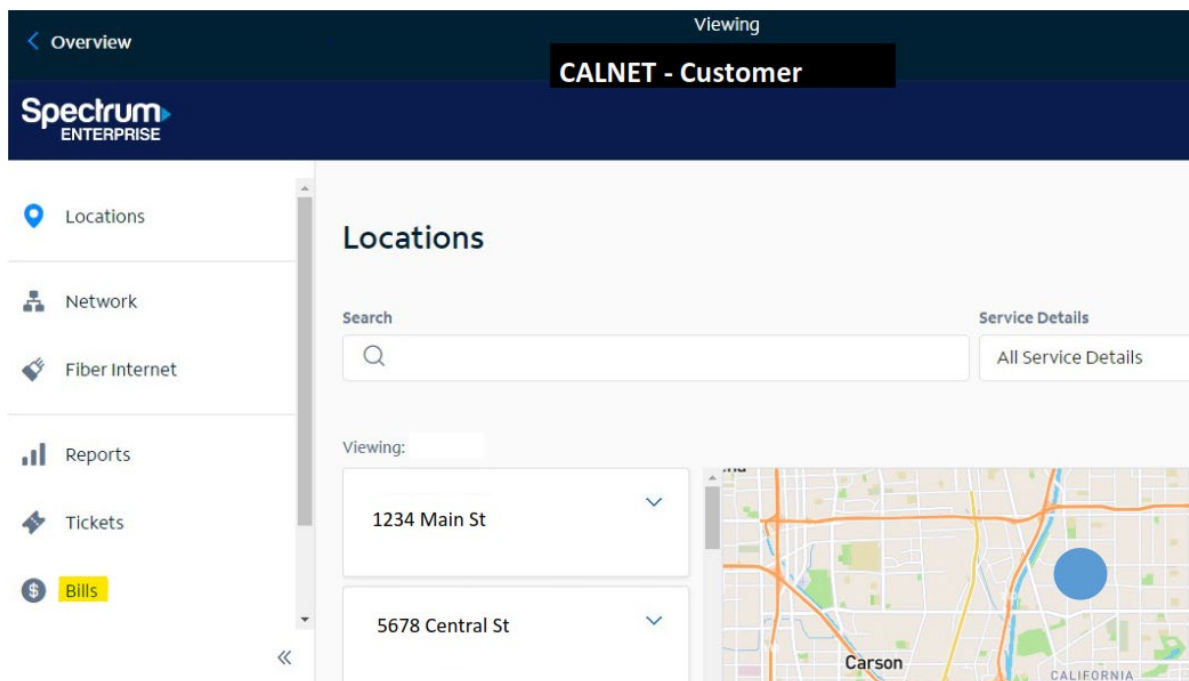 Viewing
Overview
CALNET - Customer
Spectrum
ENTERPRISE
Locations
Network
Fiber Internet
Reports
Tickets
Bills
Locations
Search
Service Details
All Service Details
Viewing:
1234 Main St
5678 Central St
Carson
CALIFORNIA